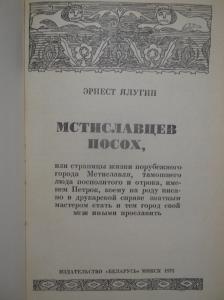 ЭРНЕСТ ЯЛУГИН
МСТИСЛАВЦЕВ
ПОСОХ,
или страницы жизни порубежного
города Мстиславля, тамошнего
люда посполитого и отрока, име-
нем Петрок, коему на роду писа-
но в друкарской справе знатным
мастером стать и тем город свой
меж иными прославить
ИЗДАТЕЛЬСТВО «БЕЛАРУСЬ» МИНСК